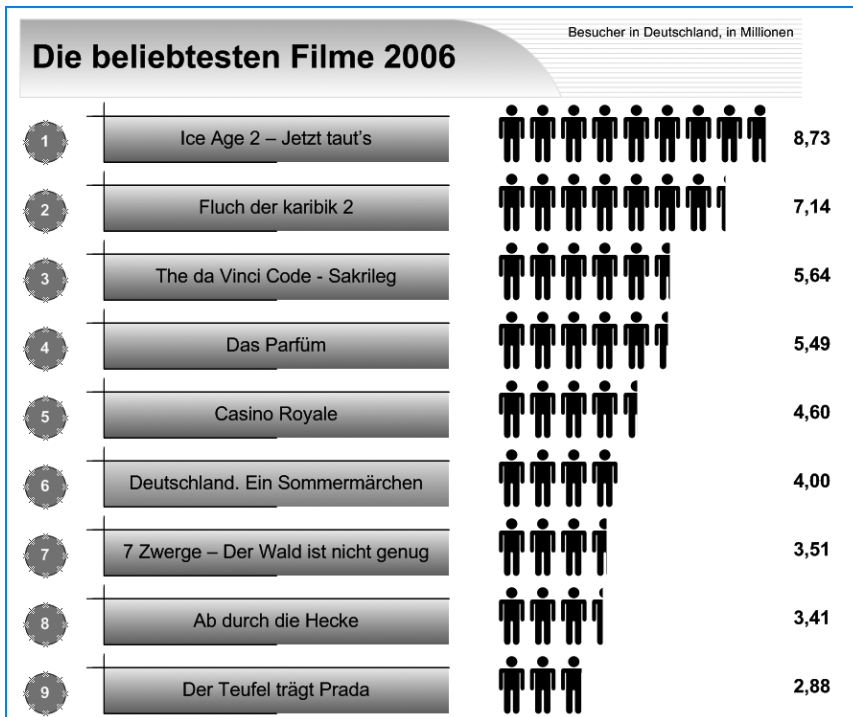 Besucher in Deutschland, in Millionen
Die beliebtesten Filme 2006
1 Ice Age 2 – Jetzt taut's 8,73
2 Fluch der karibik 2 7,14
3 The da Vinci Code - Sakrileg 5,64
4 Das Parfüm 5,49
5 Casino Royale 4,60
6 Deutschland. Ein Sommermärchen 4,00
7 7 Zwerge – Der Wald ist nicht genug 3,51
8 Ab durch die Hecke 3,41
9 Der Teufel trägt Prada 2,88